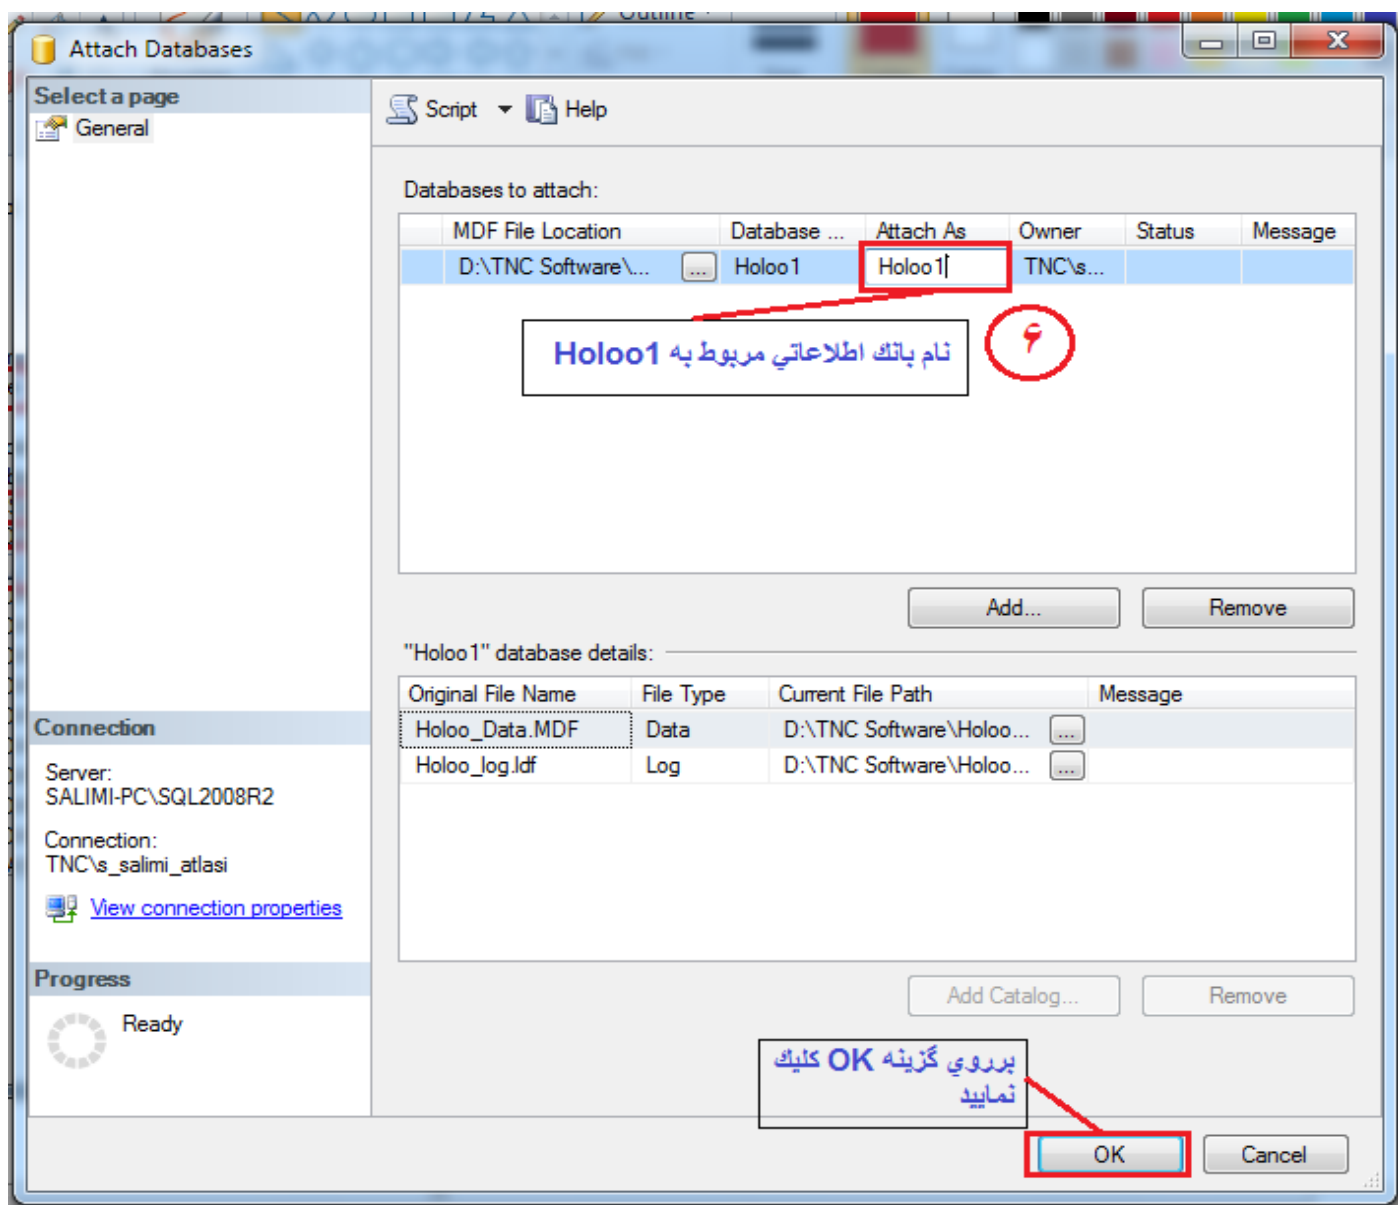 Outline
Attach Databases
Select a page
General
Script
Help
Databases to attach:
MDF File Location Database ... Attach As Owner Status Message
D:\TNC Software\... ... Holoo1 Holoo1 TNC\s...
نام بانك اطلاعاتي مربوط به Holoo1
۶
Add... Remove
"Holoo1" database details:
Original File Name File Type Current File Path Message
Holoo_Data.MDF Data D:\TNC Software\Holoo... ...
Holoo_log.ldf Log D:\TNC Software\Holoo... ...
Connection
Server:
SALIMI-PC\SQL2008R2
Connection:
TNC\s_salimi_atlasi
View connection properties
Progress
Ready
Add Catalog... Remove
برروي گزينه OK كليك
نماييد
OK Cancel